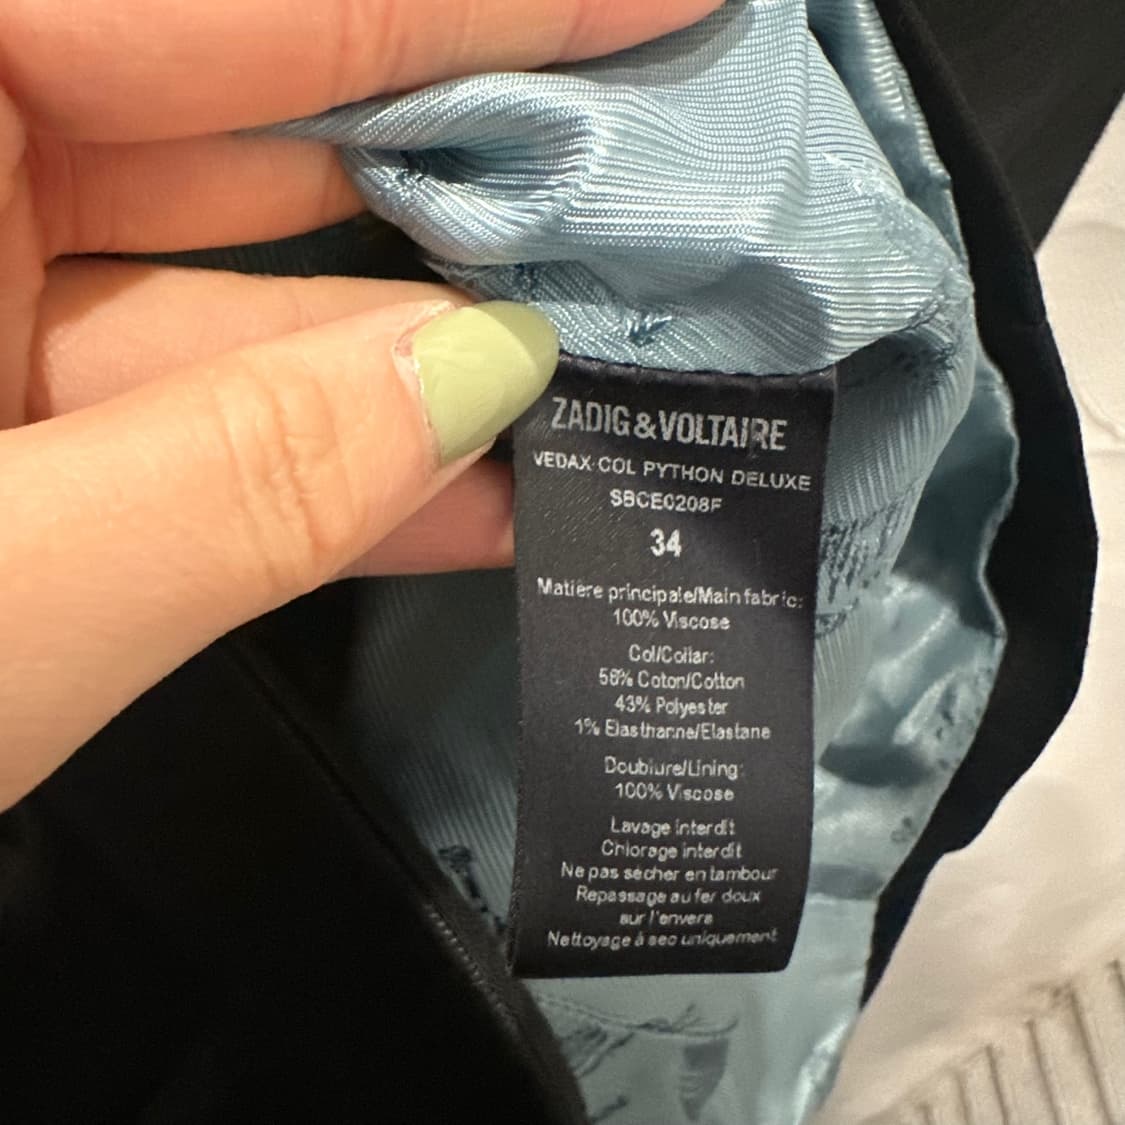 ZADIG&VOLTAIRE
VEDAX COL PYTHON DELUXE
SBCE0208F
34
Matière principale/Main fabric:
100% Viscose
Col/Collar:
56% Coton/Cotton
43% Polyester
1% Elasthanne/Elastane
Doublure/Lining:
100% Viscose
Lavage interdit
Chlorage interdit
Ne pas sécher en tambour
Repassage au fer doux
sur l'envers
Nettoyage à sec uniquement